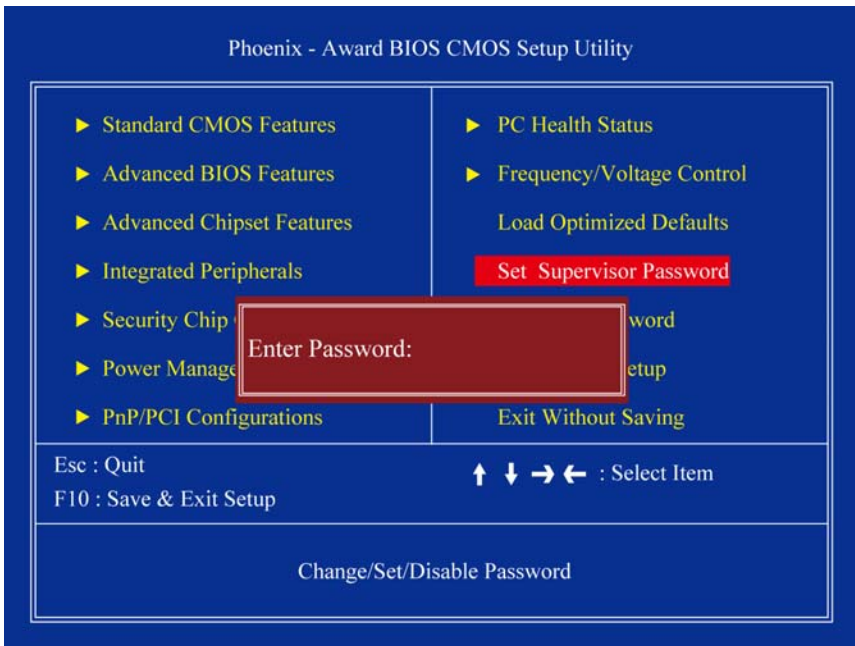 Phoenix - Award BIOS CMOS Setup Utility
Standard CMOS Features
Advanced BIOS Features
Advanced Chipset Features
Integrated Peripherals
Security Chip
Power Manage
PnP/PCI Configurations
PC Health Status
Frequency/Voltage Control
Load Optimized Defaults
Set Supervisor Password
word
etup
Exit Without Saving
Enter Password:
Esc : Quit
F10 : Save & Exit Setup
↑ ↓ → ← : Select Item
Change/Set/Disable Password